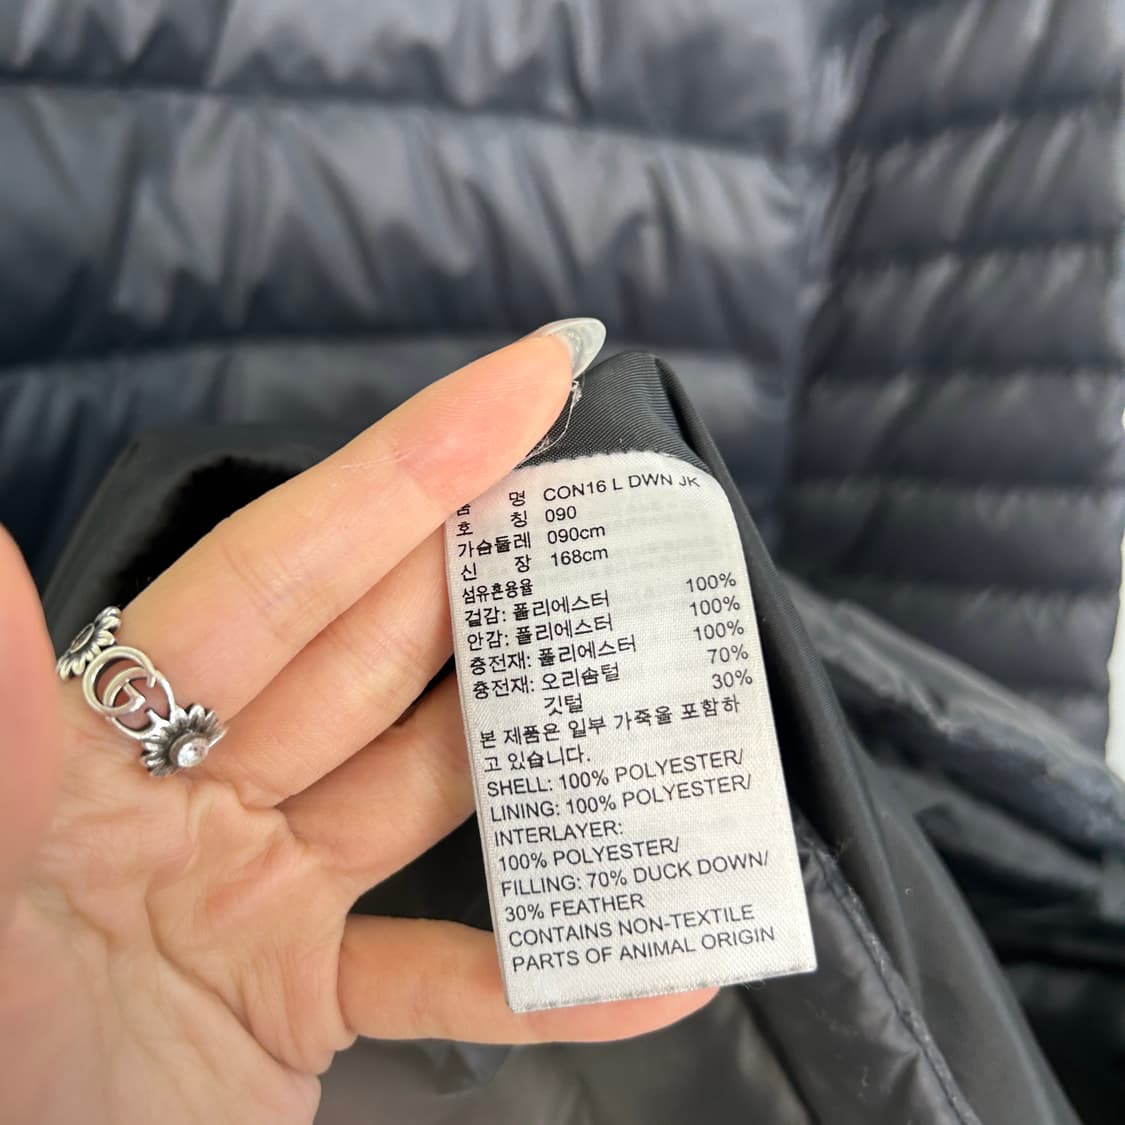 명 CON16 L DWN JK
호 칭 090
가슴둘레 090cm
신 장 168cm
섬유혼용율
겉감: 폴리에스터 100%
안감: 폴리에스터 100%
충전재: 폴리에스터 100%
충전재: 오리솜털 70%
깃털 30%
본 제품은 일부 가죽을 포함하
고 있습니다.
SHELL: 100% POLYESTER/
LINING: 100% POLYESTER/
INTERLAYER:
100% POLYESTER/
FILLING: 70% DUCK DOWN/
30% FEATHER
CONTAINS NON-TEXTILE
PARTS OF ANIMAL ORIGIN